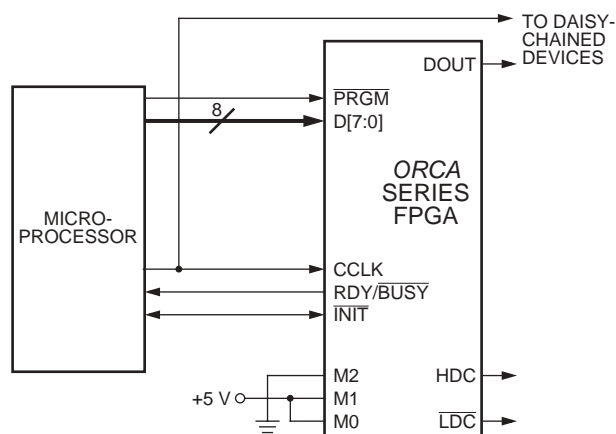 TO DAISY-
CHAINED
DEVICES
DOUT
PRGM
8
D[7:0]
ORCA
SERIES
FPGA
MICRO-
PROCESSOR
CCLK
RDY/BUSY
INIT
M2
HDC
+5 V
M1
M0
LDC